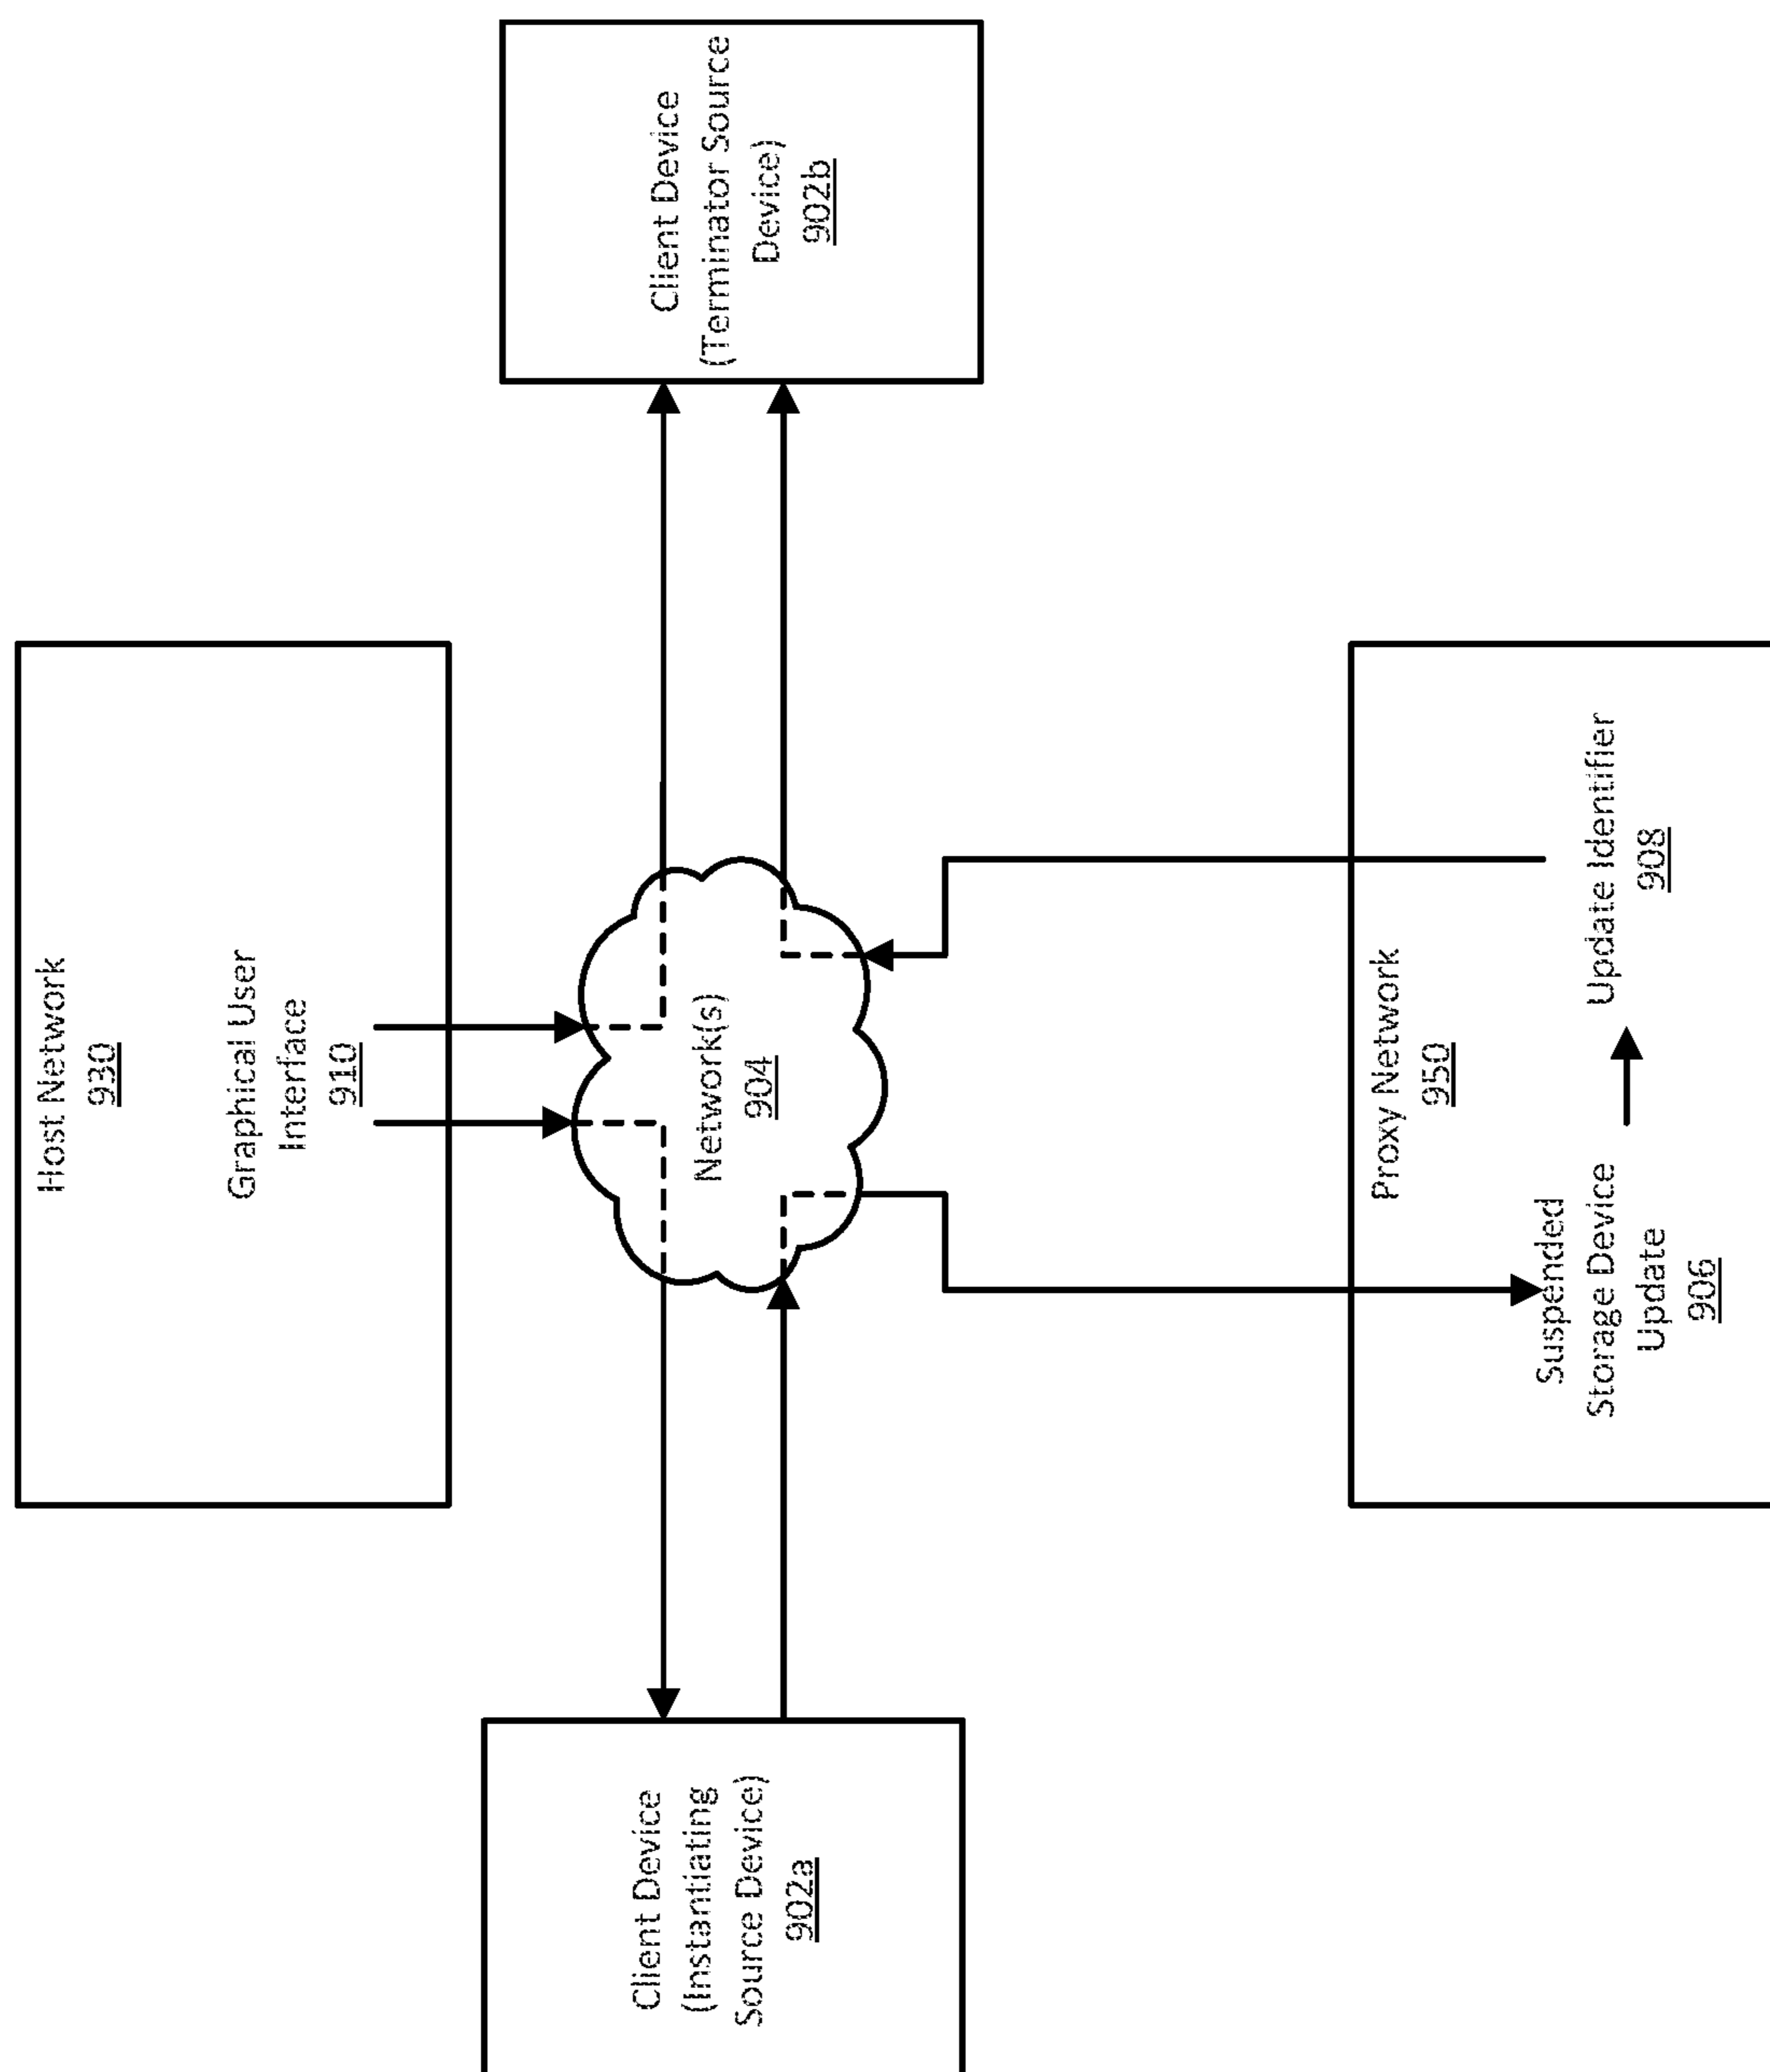 Host Network
930
Graphical User
Interface
910
Client Device
(Instantiating
Source Device)
902a
Network(s)
904
Client Device
(Terminator Source
Device)
902b
Proxy Network
950
Suspended
Storage Device
Update
906
Update Identifier
908